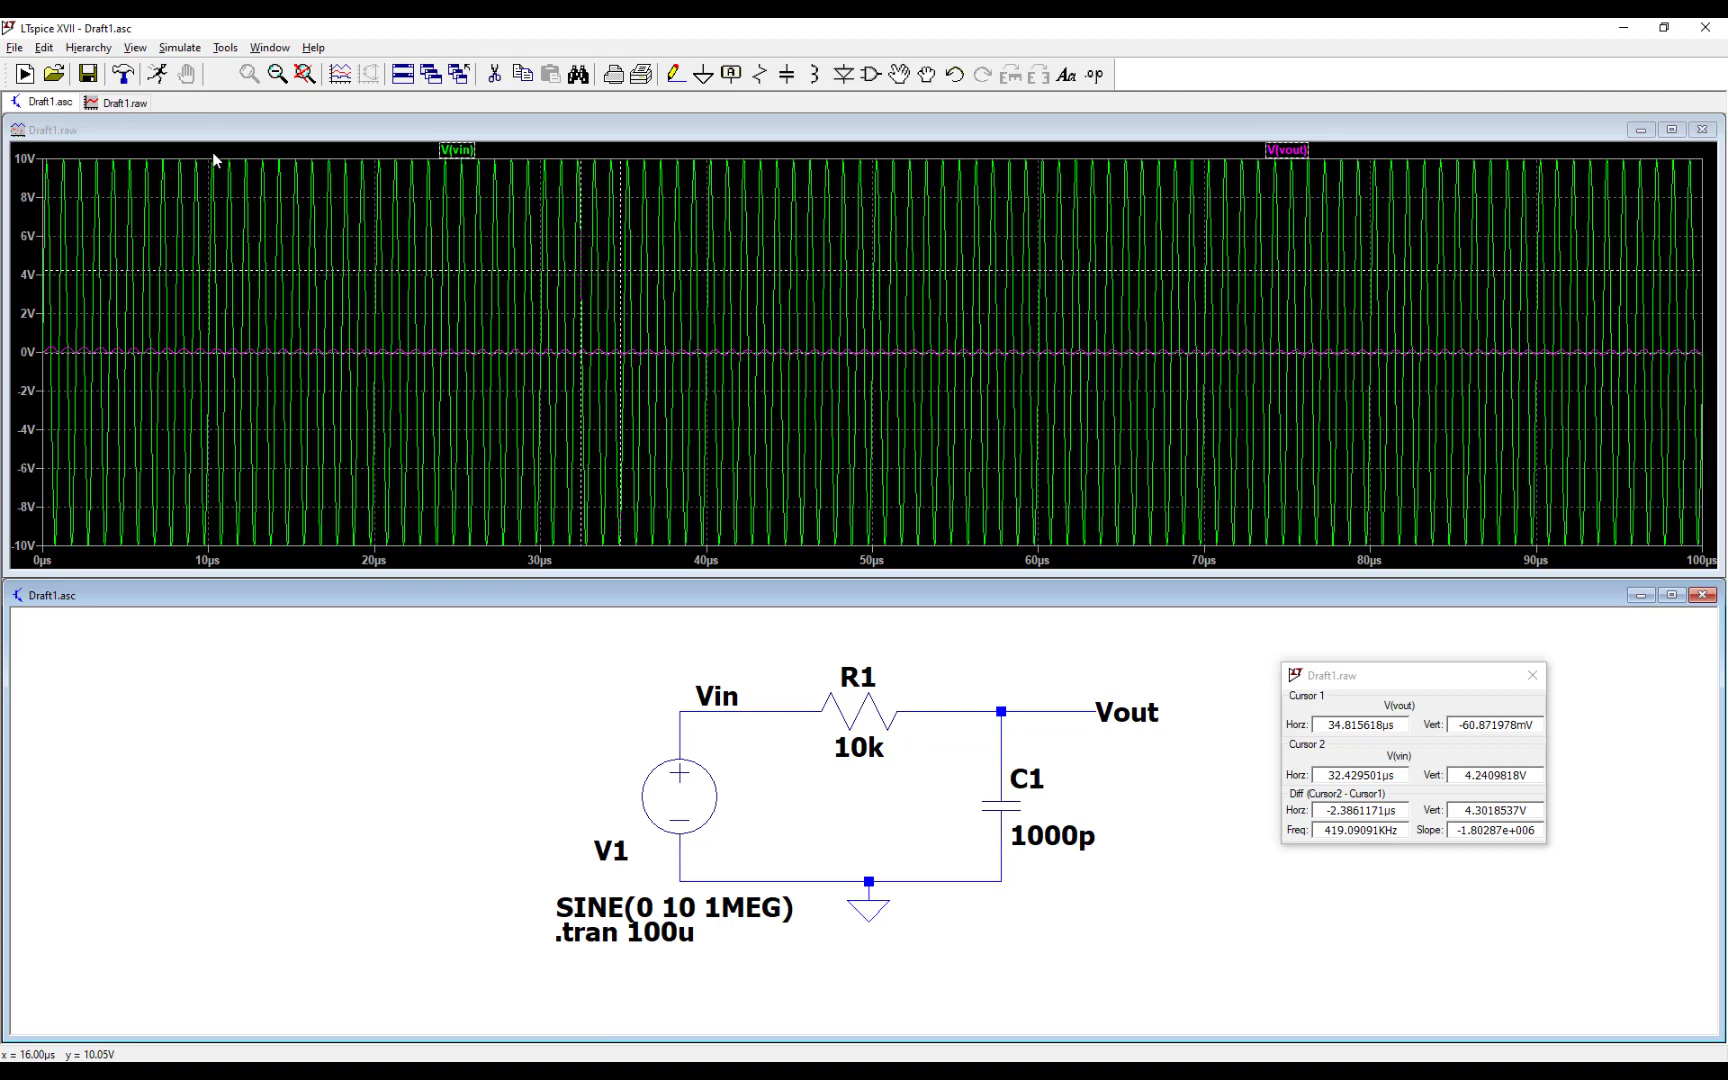 LTspice XVII - Draft1.asc
File Edit Hierarchy View Simulate Tools Window Help
Draft1.asc Draft1.raw
Draft1.raw
V(vin) V(vout)
10V
8V
6V
4V
2V
0V
-2V
-4V
-6V
-8V
-10V
0µs 10µs 20µs 30µs 40µs 50µs 60µs 70µs 80µs 90µs 100µs
Draft1.asc
Vin
R1
10k
Vout
C1
1000p
V1
SINE(0 10 1MEG)
.tran 100u
Draft1.raw
Cursor 1
V(vout)
Horz: 34.815618µs Vert: -60.871978mV
Cursor 2
V(vin)
Horz: 32.429501µs Vert: 4.2409818V
Diff (Cursor2 - Cursor1)
Horz: -2.3861171µs Vert: 4.3018537V
Freq: 419.09091KHz Slope: -1.80287e+006
x = 16.00µs y = 10.05V